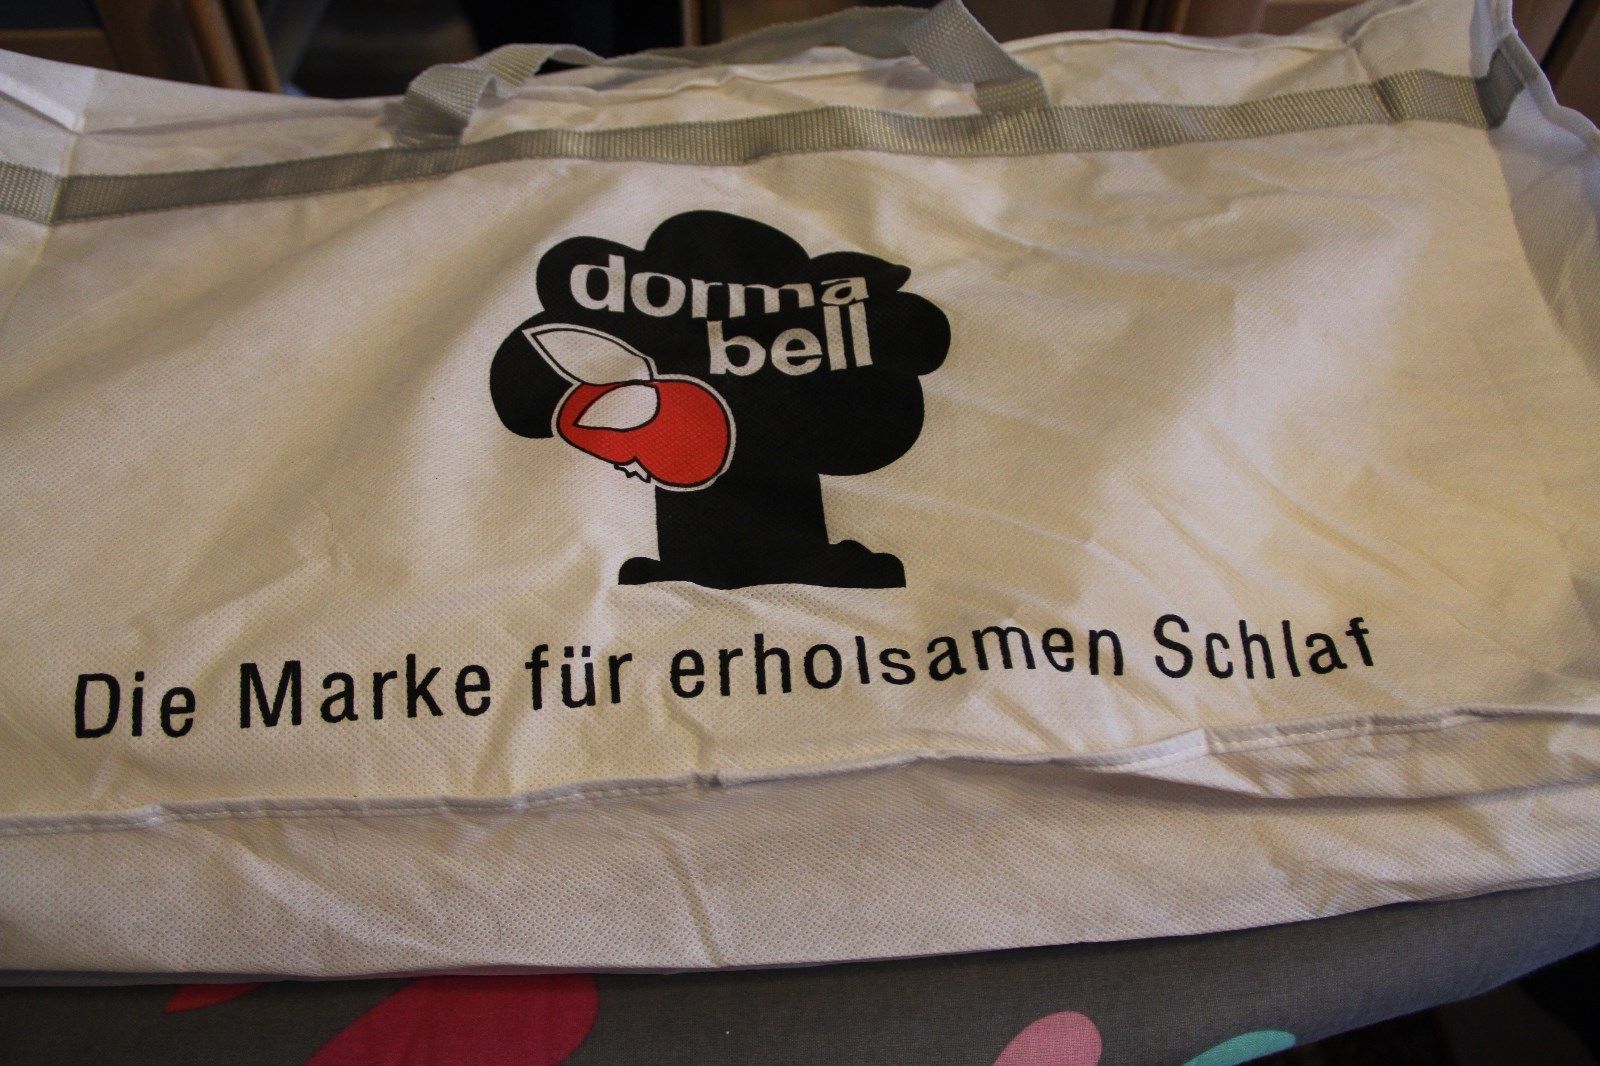 dorma
bell
Die Marke für erholsamen Schlaf